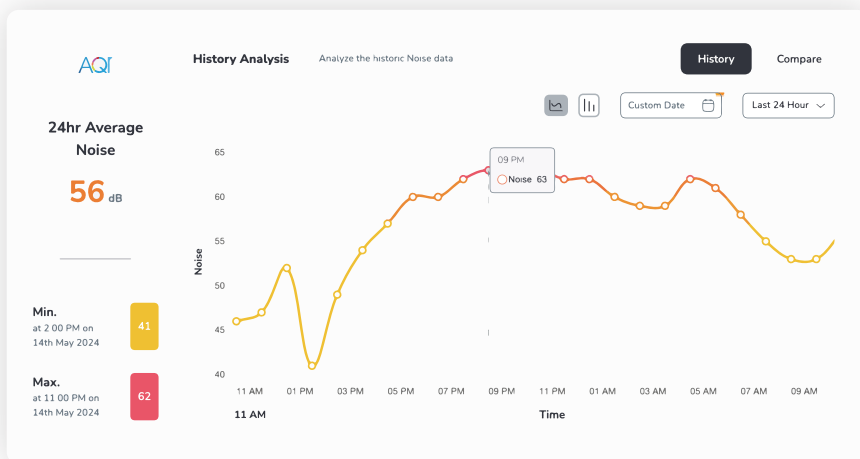 AQI
History Analysis
Analyze the historic Noise data
History
Compare
Custom Date
Last 24 Hour
24hr Average
Noise
56 dB
Min.
at 2 00 PM on
14th May 2024
41
Max.
at 11 00 PM on
14th May 2024
62
Noise
65
60
55
50
45
40
09 PM
Noise 63
11 AM 01 PM 03 PM 05 PM 07 PM 09 PM 11 PM 01 AM 03 AM 05 AM 07 AM 09 AM
11 AM
Time